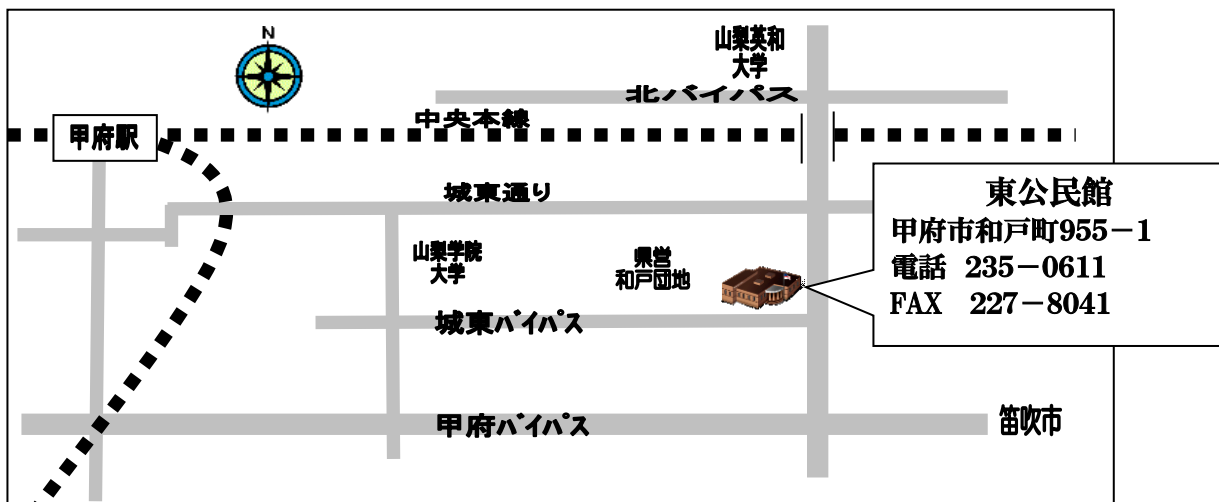 N
山梨英和
大学
北バイパス
中央本線
甲府駅
城東通り
東公民館
甲府市和戸町955－1
電話 235－0611
FAX 227－8041
山梨学院
大学
県営
和戸団地
城東バイパス
甲府バイパス
笛吹市